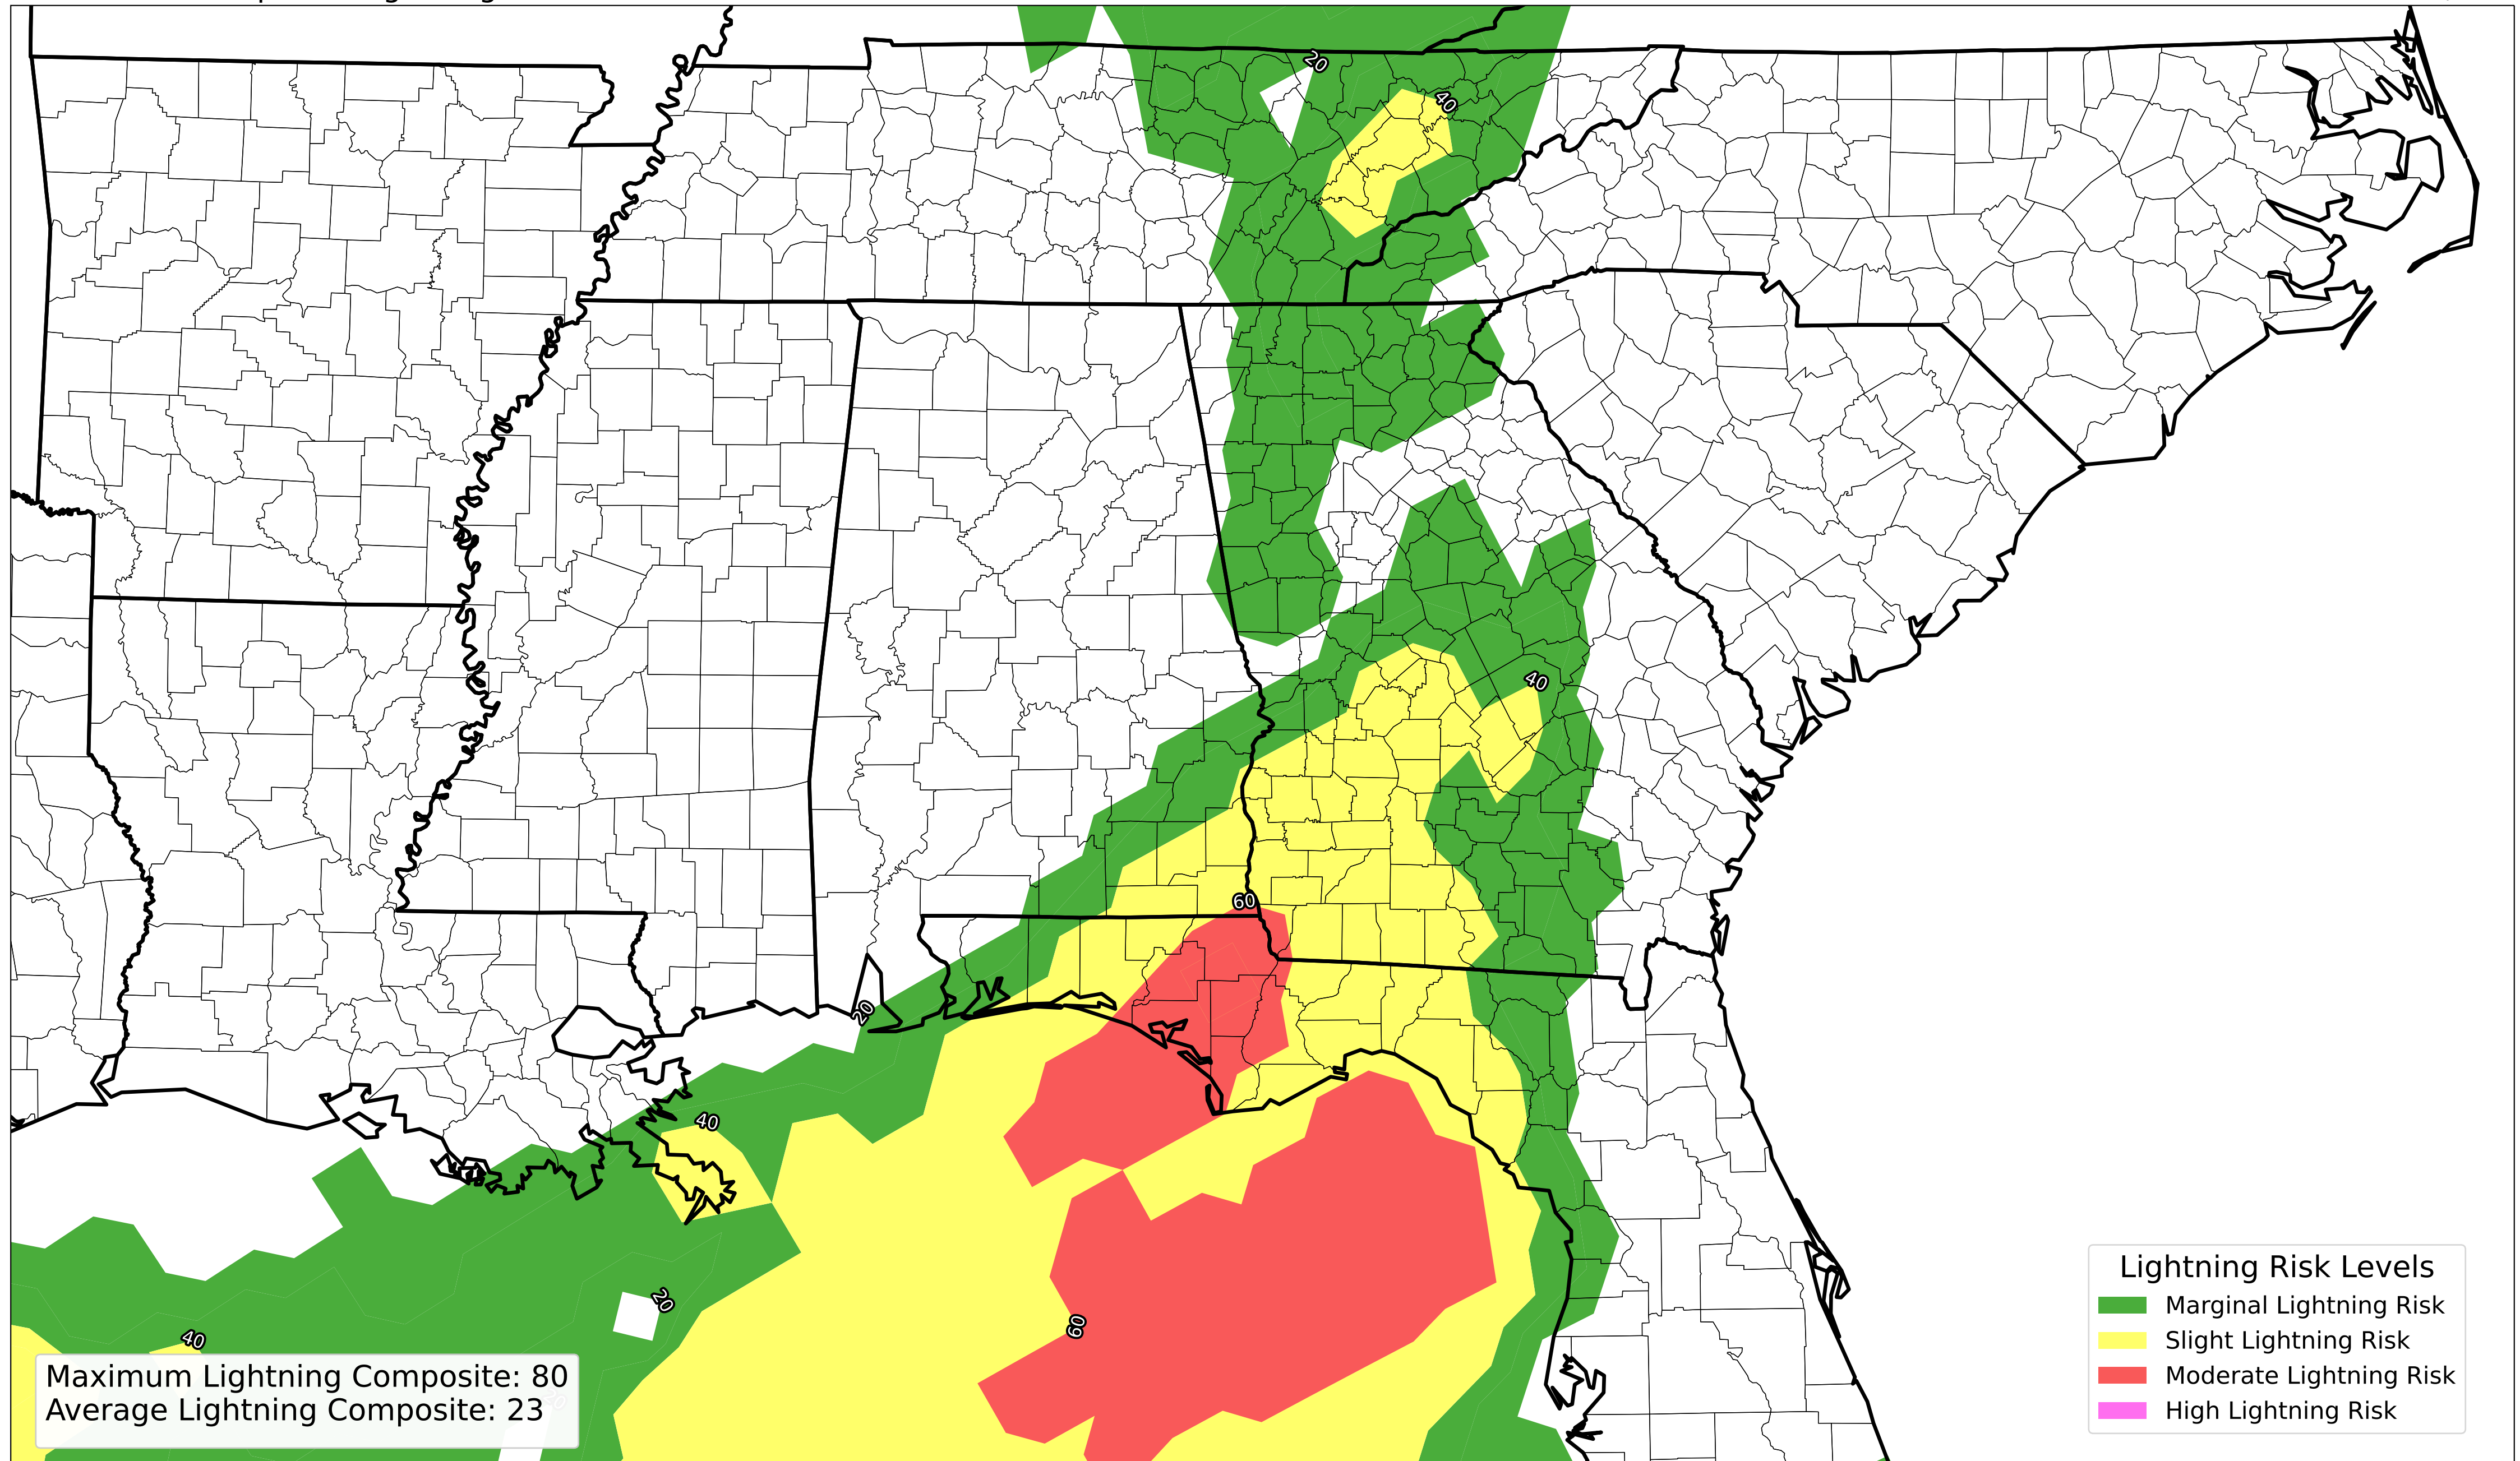 20
40
40
60
20
40
20
40
60
Lightning Risk Levels
Marginal Lightning Risk
Slight Lightning Risk
Moderate Lightning Risk
High Lightning Risk
Maximum Lightning Composite: 80
Average Lightning Composite: 23